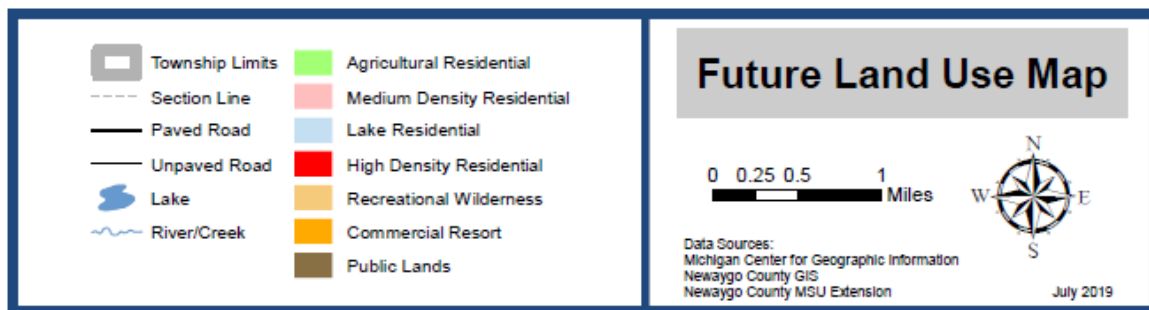 Township Limits
Section Line
Paved Road
Unpaved Road
Lake
River/Creek
Agricultural Residential
Medium Density Residential
Lake Residential
High Density Residential
Recreational Wilderness
Commercial Resort
Public Lands
Future Land Use Map
0 0.25 0.5 1
Miles
N
W E
S
Data Sources:
Michigan Center for Geographic Information
Newaygo County GIS
Newaygo County MSU Extension
July 2019